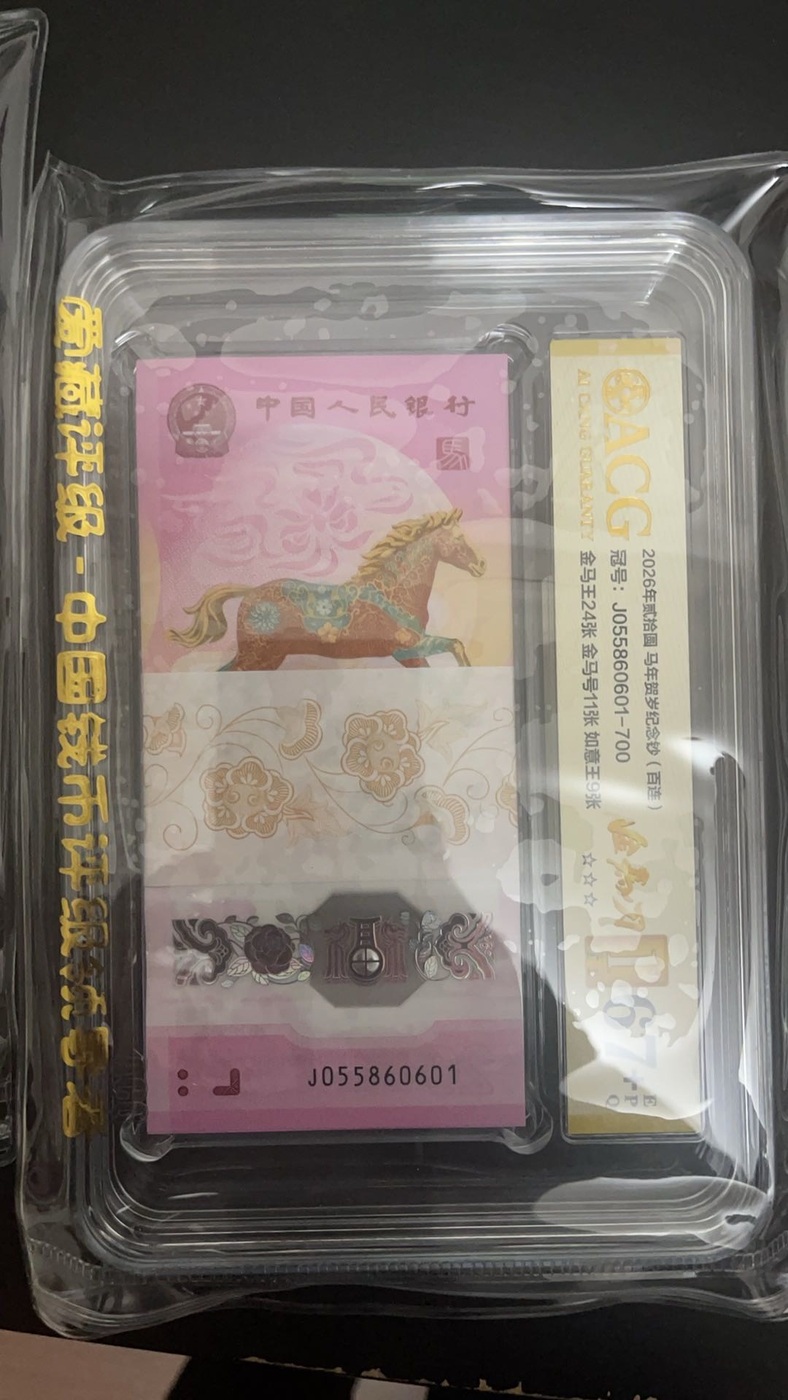 爱藏评级-中国钱币评级领导者
中国人民银行
馬
J055860601
ACG
AI CANG GUARANTY
2026年贰拾圆 马年贺岁纪念钞（百连）
冠号：J055860601-700
金马王24张 金马号11张 如意王9张
☆☆☆
T67+
E
P
Q